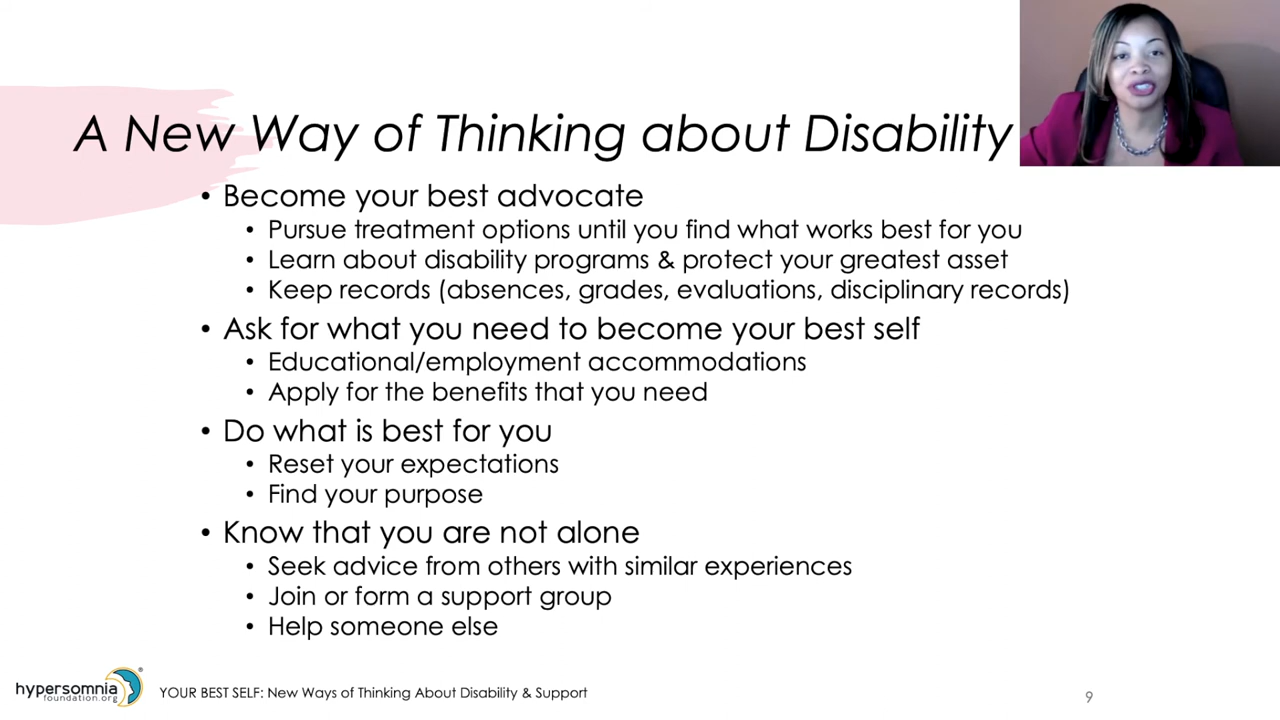 A New Way of Thinking about Disability
• Become your best advocate
• Pursue treatment options until you find what works best for you
• Learn about disability programs & protect your greatest asset
• Keep records (absences, grades, evaluations, disciplinary records)
• Ask for what you need to become your best self
• Educational/employment accommodations
• Apply for the benefits that you need
• Do what is best for you
• Reset your expectations
• Find your purpose
• Know that you are not alone
• Seek advice from others with similar experiences
• Join or form a support group
• Help someone else
hypersomnia®
foundation.org
YOUR BEST SELF: New Ways of Thinking About Disability & Support
9